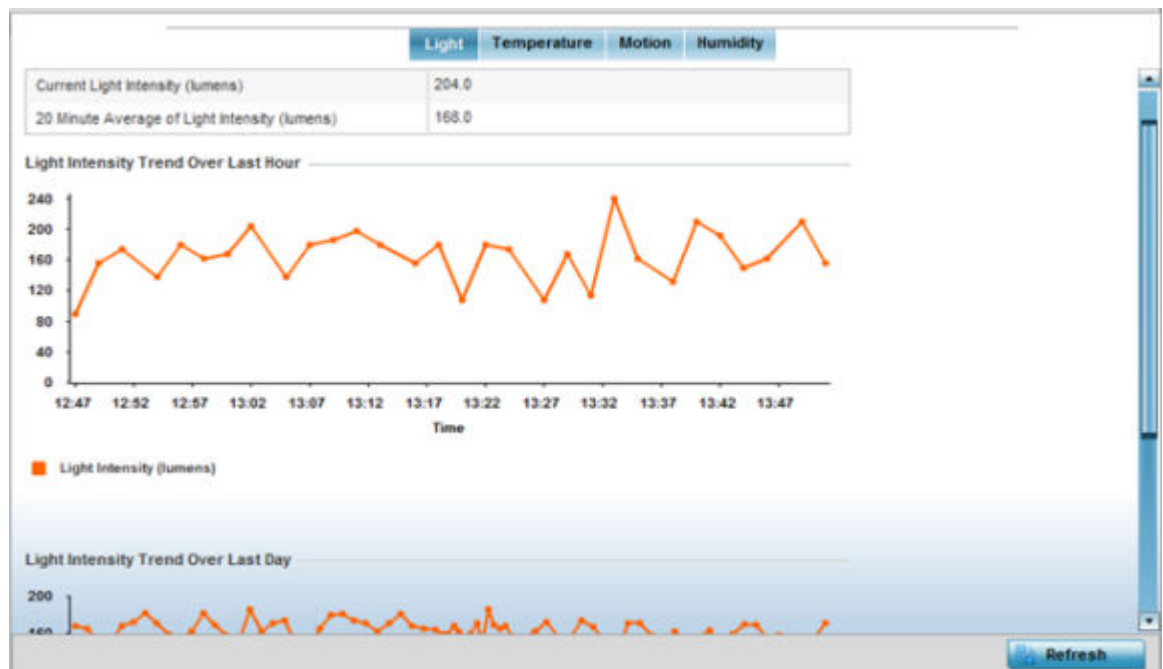 Light Temperature Motion Humidity
Current Light Intensity (lumens) 204.0
20 Minute Average of Light Intensity (lumens) 168.0
Light Intensity Trend Over Last Hour
240
200
160
120
80
40
0
12:47 12:52 12:57 13:02 13:07 13:12 13:17 13:22 13:27 13:32 13:37 13:42 13:47
Time
Light Intensity (lumens)
Light Intensity Trend Over Last Day
200
160
Refresh